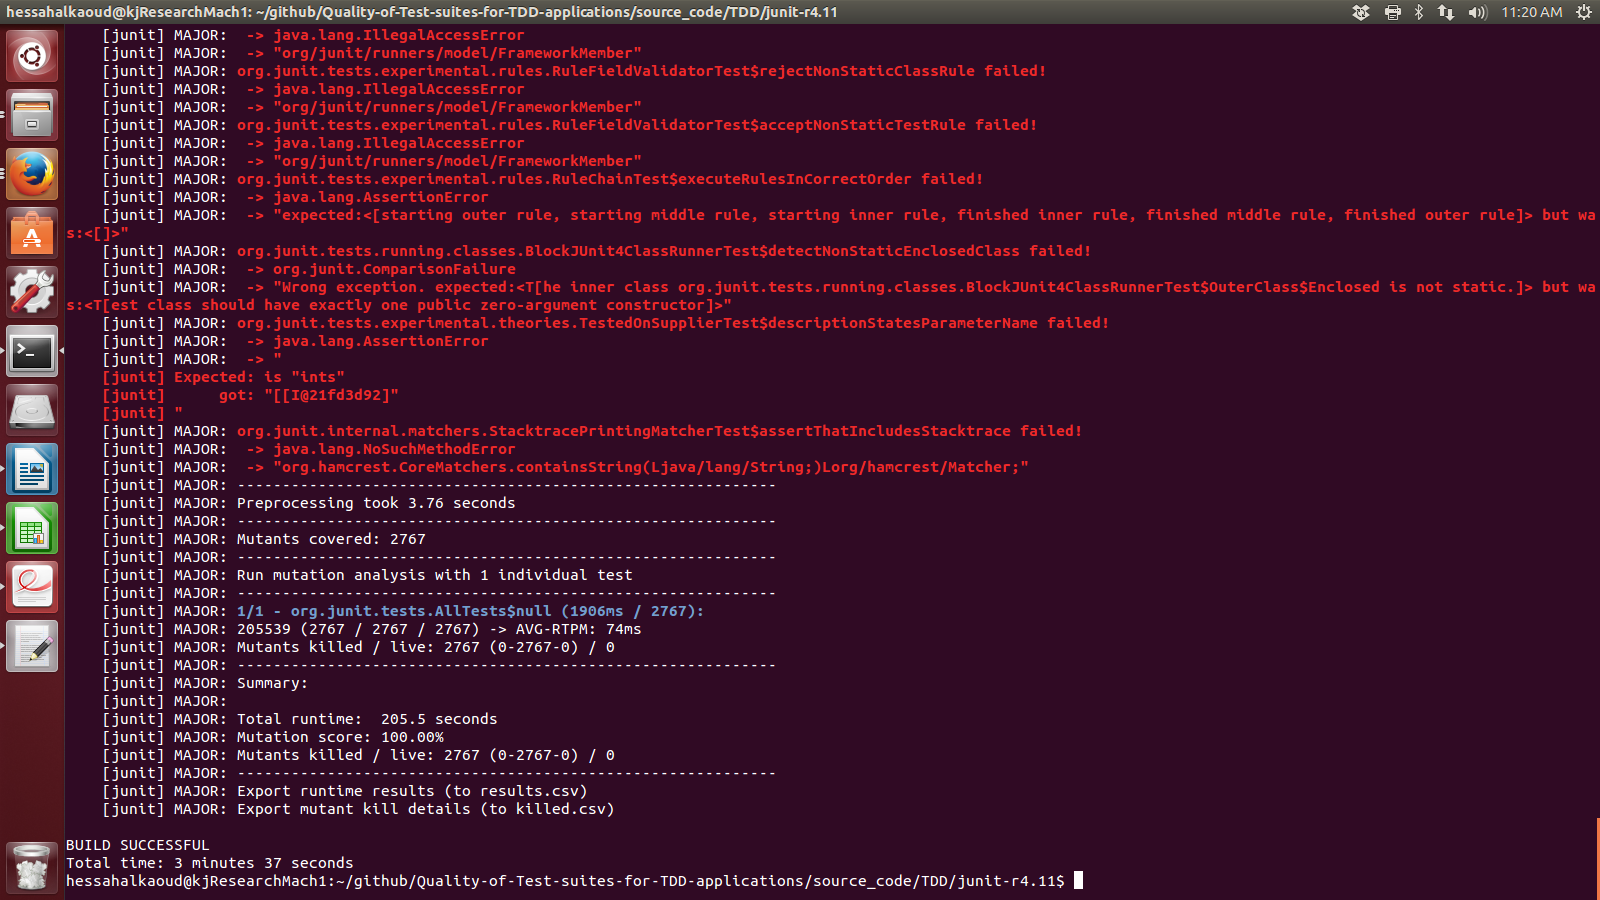 hessahalkaoud@kjResearchMach1: ~/github/Quality-of-Test-suites-for-TDD-applications/source_code/TDD/junit-r4.11
11:20 AM
[junit] MAJOR:  -> java.lang.IllegalAccessError
[junit] MAJOR:  -> "org/junit/runners/model/FrameworkMember"
[junit] MAJOR: org.junit.tests.experimental.rules.RuleFieldValidatorTest$rejectNonStaticClassRule failed!
[junit] MAJOR:  -> java.lang.IllegalAccessError
[junit] MAJOR:  -> "org/junit/runners/model/FrameworkMember"
[junit] MAJOR: org.junit.tests.experimental.rules.RuleFieldValidatorTest$acceptNonStaticTestRule failed!
[junit] MAJOR:  -> java.lang.IllegalAccessError
[junit] MAJOR:  -> "org/junit/runners/model/FrameworkMember"
[junit] MAJOR: org.junit.tests.experimental.rules.RuleChainTest$executeRulesInCorrectOrder failed!
[junit] MAJOR:  -> java.lang.AssertionError
[junit] MAJOR:  -> "expected:<[starting outer rule, starting middle rule, starting inner rule, finished inner rule, finished middle rule, finished outer rule]> but wa
s:<[]>"
[junit] MAJOR: org.junit.tests.running.classes.BlockJUnit4ClassRunnerTest$detectNonStaticEnclosedClass failed!
[junit] MAJOR:  -> org.junit.ComparisonFailure
[junit] MAJOR:  -> "Wrong exception. expected:<T[he inner class org.junit.tests.running.classes.BlockJUnit4ClassRunnerTest$OuterClass$Enclosed is not static.]> but wa
s:<T[est class should have exactly one public zero-argument constructor]>"
[junit] MAJOR: org.junit.tests.experimental.theories.TestedOnSupplierTest$descriptionStatesParameterName failed!
[junit] MAJOR:  -> java.lang.AssertionError
[junit] MAJOR:  -> "
[junit] Expected: is "ints"
[junit]      got: "[[I@21fd3d92]"
[junit] "
[junit] MAJOR: org.junit.internal.matchers.StacktracePrintingMatcherTest$assertThatIncludesStacktrace failed!
[junit] MAJOR:  -> java.lang.NoSuchMethodError
[junit] MAJOR:  -> "org.hamcrest.CoreMatchers.containsString(Ljava/lang/String;)Lorg/hamcrest/Matcher;"
[junit] MAJOR: ------------------------------------------------------------
[junit] MAJOR: Preprocessing took 3.76 seconds
[junit] MAJOR: ------------------------------------------------------------
[junit] MAJOR: Mutants covered: 2767
[junit] MAJOR: ------------------------------------------------------------
[junit] MAJOR: Run mutation analysis with 1 individual test
[junit] MAJOR: ------------------------------------------------------------
[junit] MAJOR: 1/1 - org.junit.tests.AllTests$null (1906ms / 2767):
[junit] MAJOR: 205539 (2767 / 2767 / 2767) -> AVG-RTPM: 74ms
[junit] MAJOR: Mutants killed / live: 2767 (0-2767-0) / 0
[junit] MAJOR: ------------------------------------------------------------
[junit] MAJOR: Summary:
[junit] MAJOR:
[junit] MAJOR: Total runtime:  205.5 seconds
[junit] MAJOR: Mutation score: 100.00%
[junit] MAJOR: Mutants killed / live: 2767 (0-2767-0) / 0
[junit] MAJOR: ------------------------------------------------------------
[junit] MAJOR: Export runtime results (to results.csv)
[junit] MAJOR: Export mutant kill details (to killed.csv)
BUILD SUCCESSFUL
Total time: 3 minutes 37 seconds
hessahalkaoud@kjResearchMach1:~/github/Quality-of-Test-suites-for-TDD-applications/source_code/TDD/junit-r4.11$